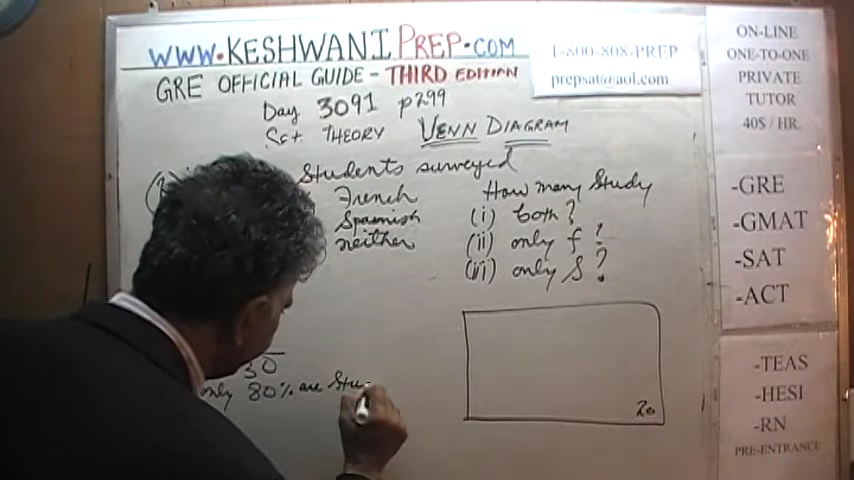 WWW.KESHWANIPREP.COM
1-800-808-PREP
prepsat@aol.com
GRE OFFICIAL GUIDE - THIRD EDITION
Day 3091 p299
Set THEORY VENN DIAGRAM
Students surveyed
French
Spanish
neither
How many Study
(i) both?
(ii) only f?
(iii) only S?
30
only 80% are Stu
20
ON-LINE
ONE-TO-ONE
PRIVATE
TUTOR
40$ / HR.
-GRE
-GMAT
-SAT
-ACT
-TEAS
-HESI
-RN
PRE-ENTRANCE